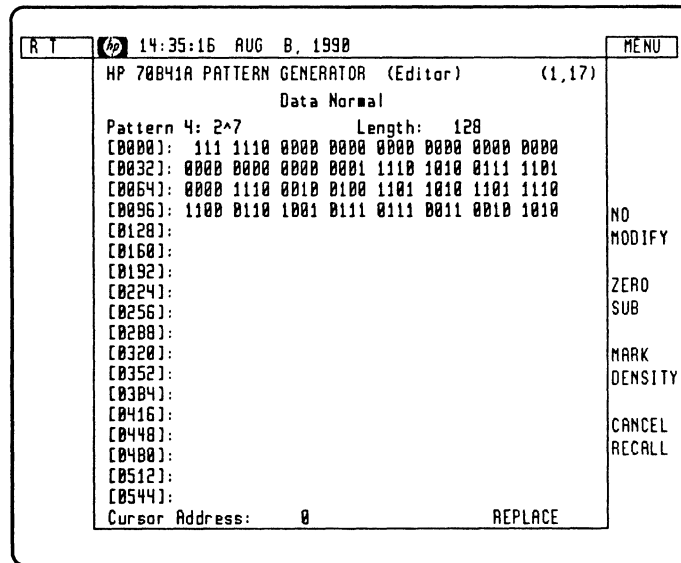 R T
hp 14:35:16 AUG 8, 1990
MENU
HP 70841A PATTERN GENERATOR (Editor) (1,17)
Data Normal
Pattern 4: 2^7 Length: 128
[0000]: 111 1110 0000 0000 0000 0000 0000 0000
[0032]: 0000 0000 0000 0001 1110 1010 0111 1101
[0064]: 0000 1110 0010 0100 1101 1010 1101 1110
[0096]: 1100 0110 1001 0111 0111 0011 0010 1010
[0128]:
[0160]:
[0192]:
[0224]:
[0256]:
[0288]:
[0320]:
[0352]:
[0384]:
[0416]:
[0448]:
[0480]:
[0512]:
[0544]:
Cursor Address: 0 REPLACE
NO
MODIFY
ZERO
SUB
MARK
DENSITY
CANCEL
RECALL